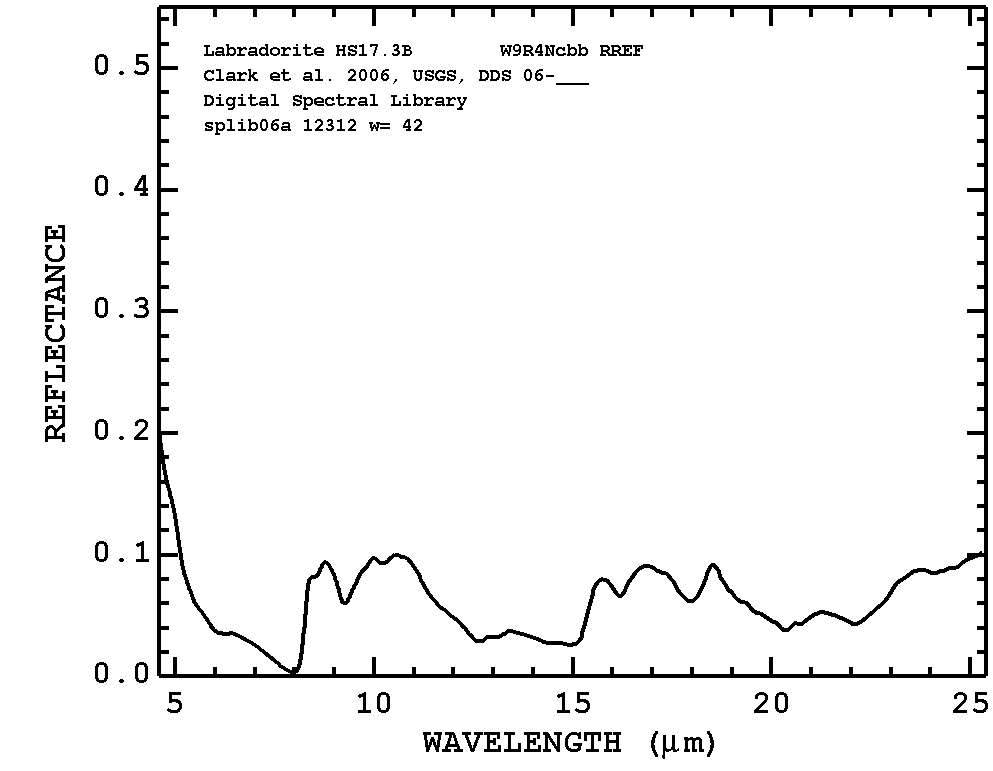 Labradorite HS17.3B W9R4Ncbb RREF
Clark et al. 2006, USGS, DDS 06-___
Digital Spectral Library
splib06a 12312 w= 42
0.5
0.4
0.3
0.2
0.1
0.0
REFLECTANCE
5 10 15 20 25
WAVELENGTH (μm)